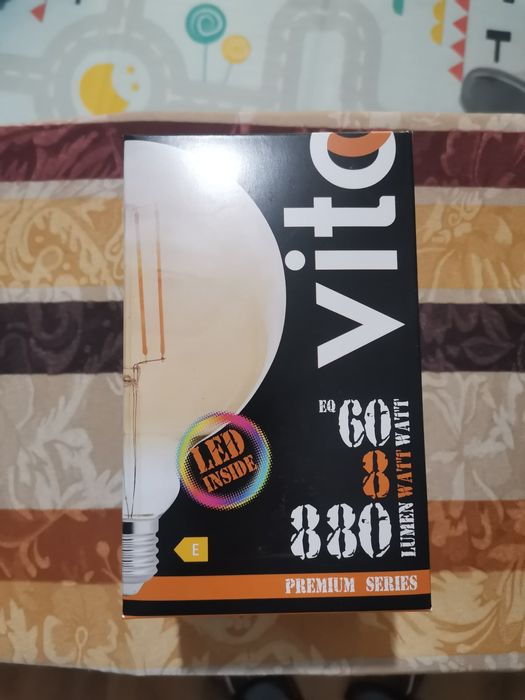 vito
EQ 60 WATT
8 WATT
880 LUMEN
LED
INSIDE
E
PREMIUM SERIES